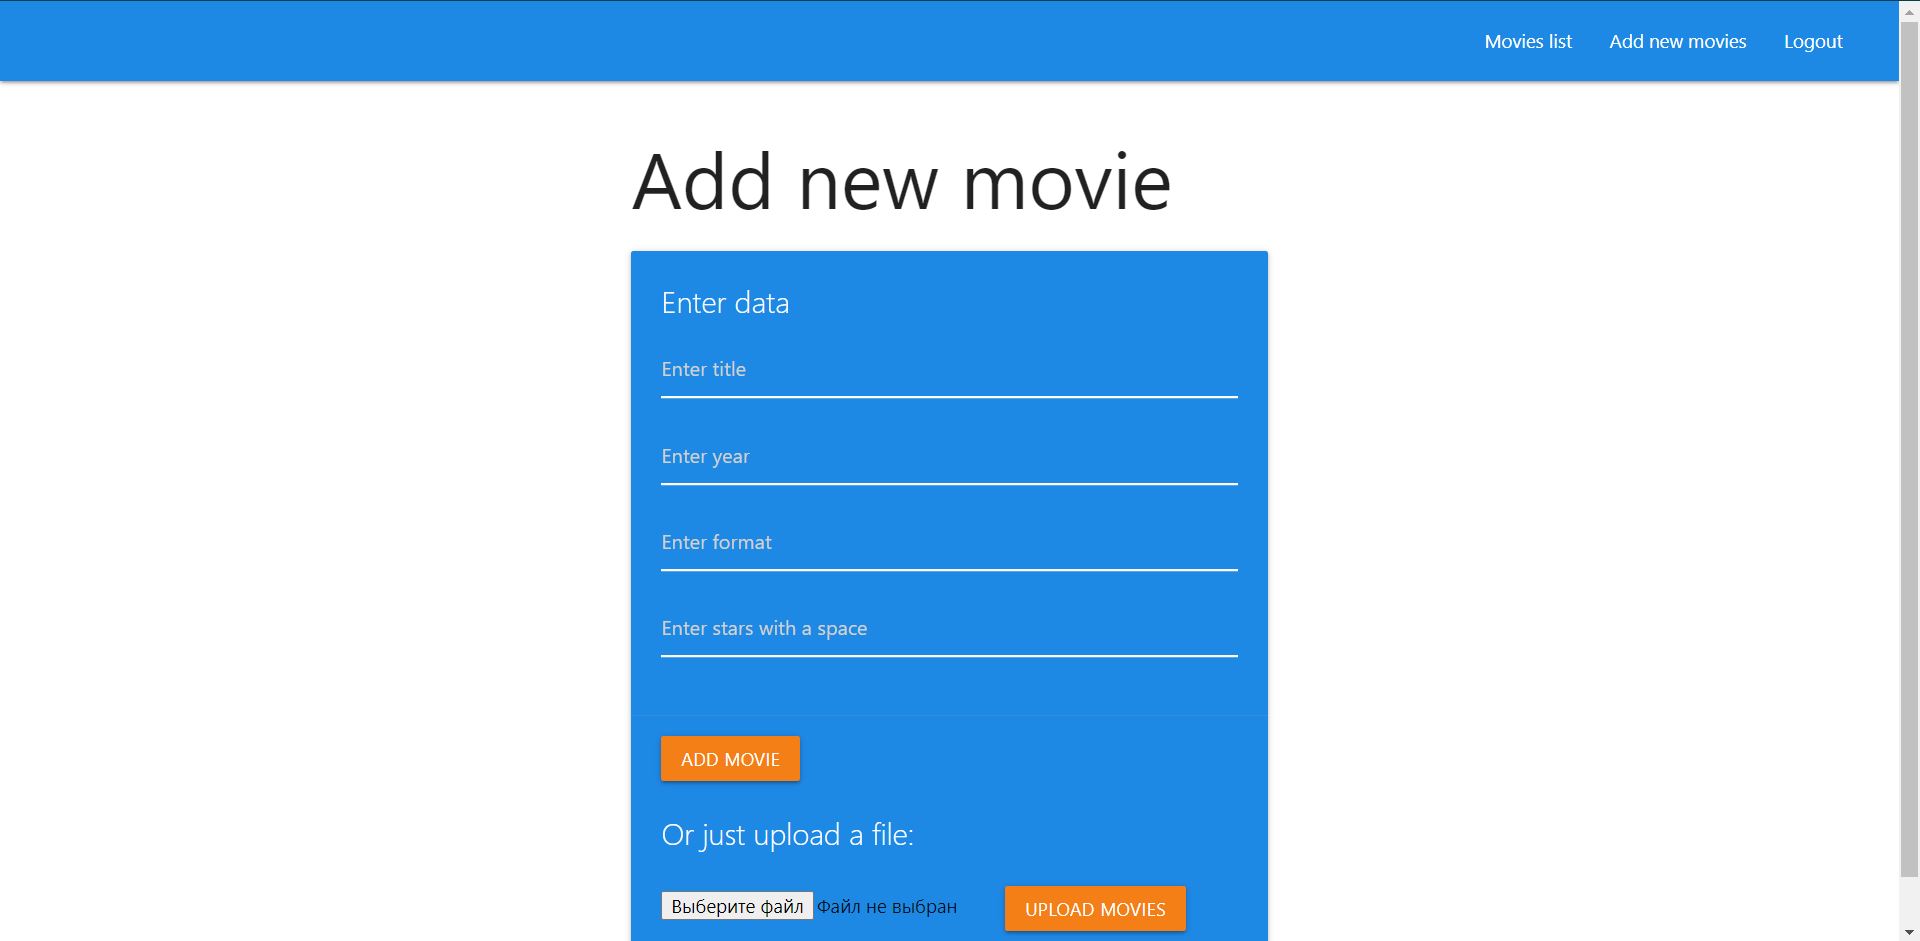 Movies list Add new movies Logout
Add new movie
Enter data
Enter title
Enter year
Enter format
Enter stars with a space
ADD MOVIE
Or just upload a file:
Выберите файл Файл не выбран UPLOAD MOVIES